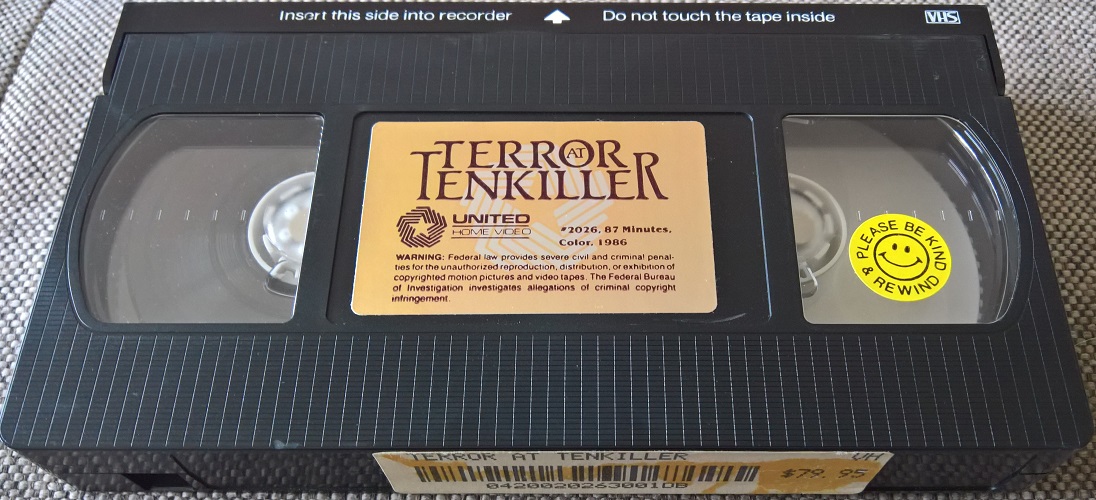 Insert this side into recorder
Do not touch the tape inside
VHS
TERROR AT
TENKILLER
UNITED
HOME VIDEO
#2026, 87 Minutes,
Color, 1986
WARNING: Federal law provides severe civil and criminal penal-
ties for the unauthorized reproduction, distribution, or exhibition of
copyrighted motion pictures and video tapes. The Federal Bureau
of Investigation investigates allegations of criminal copyright
infringement.
PLEASE BE KIND
& REWIND
TERROR AT TENKILLER VH
$79.95
0420020263001DB